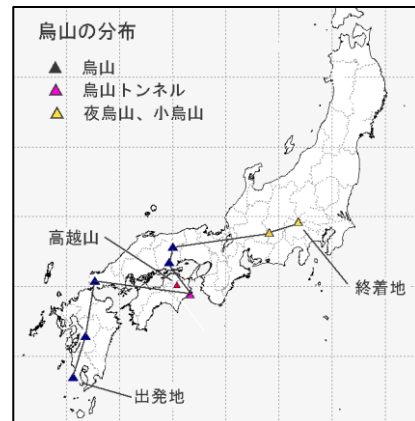 烏山の分布
烏山
烏山トンネル
夜烏山、小烏山
高越山
終着地
出発地